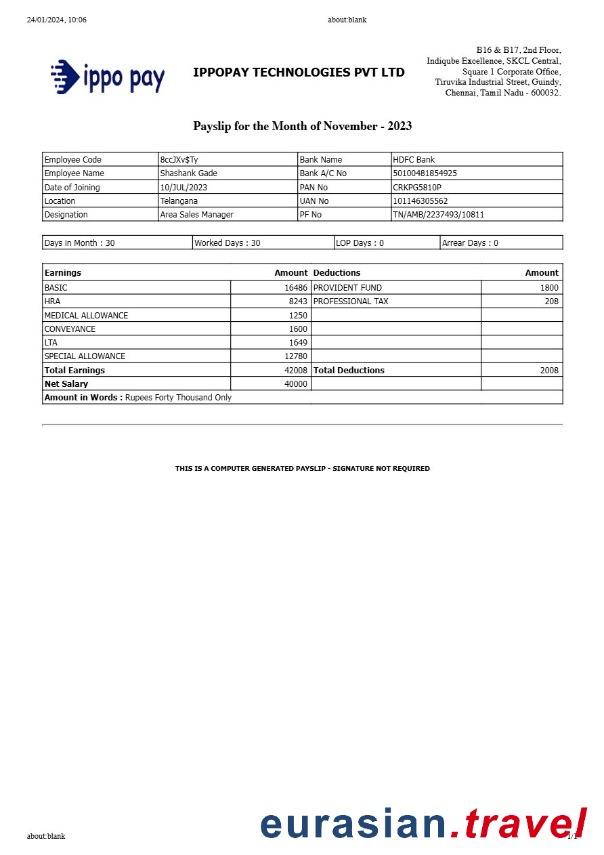 24/01/2024, 10:06 about:blank
ippo pay
IPPOPAY TECHNOLOGIES PVT LTD
B16 & B17, 2nd Floor,
Indiqube Excellence, SKCL Central,
Square 1 Corporate Office,
Tiruvika Industrial Street, Guindy,
Chennai, Tamil Nadu - 600032.
Payslip for the Month of November - 2023
Employee Code 8ccJXv$Ty Bank Name HDFC Bank
Employee Name Shashank Gade Bank A/C No 50100481854925
Date of Joining 10/JUL/2023 PAN No CRKPG5810P
Location Telangana UAN No 101146305562
Designation Area Sales Manager PF No TN/AMB/2237493/10811
Days in Month : 30 Worked Days : 30 LOP Days : 0 Arrear Days : 0
Earnings Amount Deductions Amount
BASIC 16486 PROVIDENT FUND 1800
HRA 8243 PROFESSIONAL TAX 208
MEDICAL ALLOWANCE 1250
CONVEYANCE 1600
LTA 1649
SPECIAL ALLOWANCE 12780
Total Earnings 42008 Total Deductions 2008
Net Salary 40000
Amount in Words : Rupees Forty Thousand Only
THIS IS A COMPUTER GENERATED PAYSLIP - SIGNATURE NOT REQUIRED
eurasian.travel
about:blank 1/1